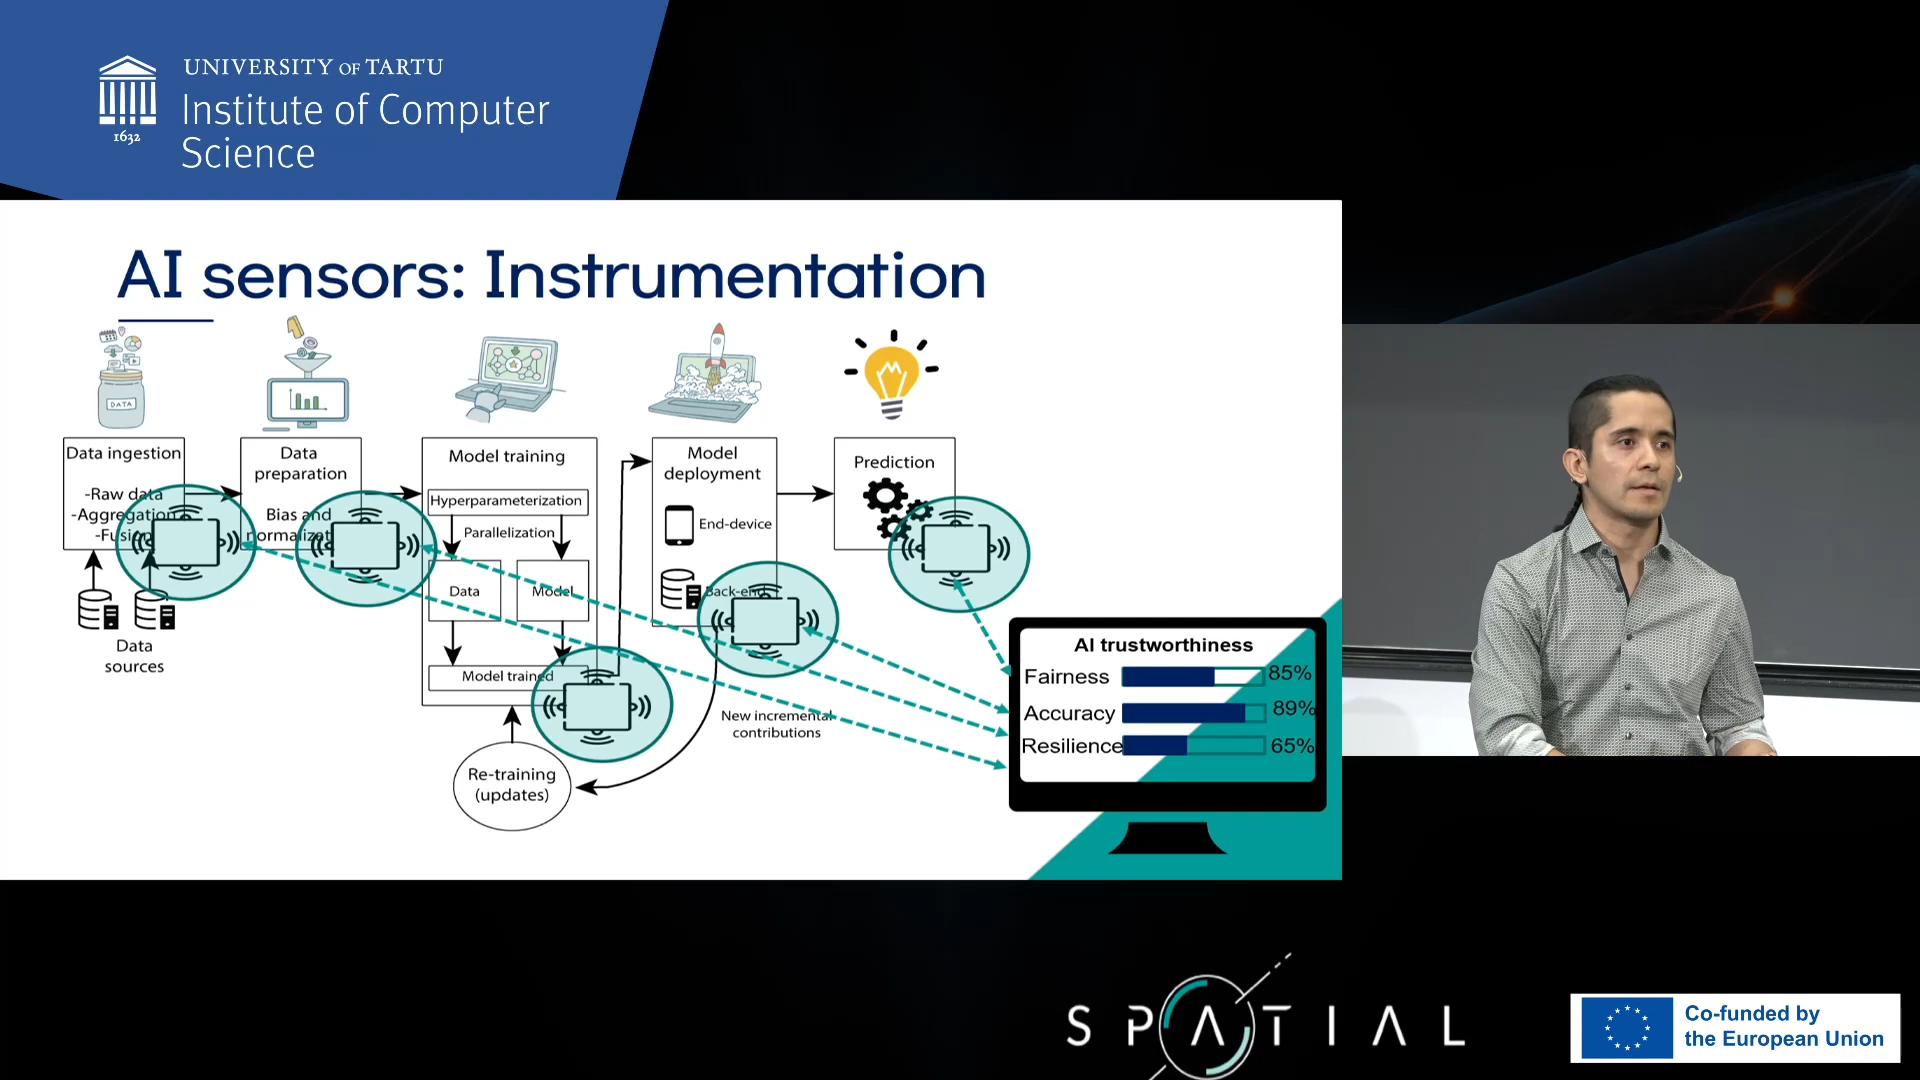 UNIVERSITY OF TARTU
Institute of Computer
Science
1632
AI sensors: Instrumentation
DATA
Data ingestion
-Raw data
-Aggregation
-Fusion
Data
sources
Data
preparation
Bias and
normalizat
Model training
Hyperparameterization
Parallelization
Data
Model
Model trained
Re-training
(updates)
Model
deployment
End-device
Back-end
New incremental
contributions
Prediction
AI trustworthiness
Fairness 85%
Accuracy 89%
Resilience 65%
SPATIAL
Co-funded by
the European Union